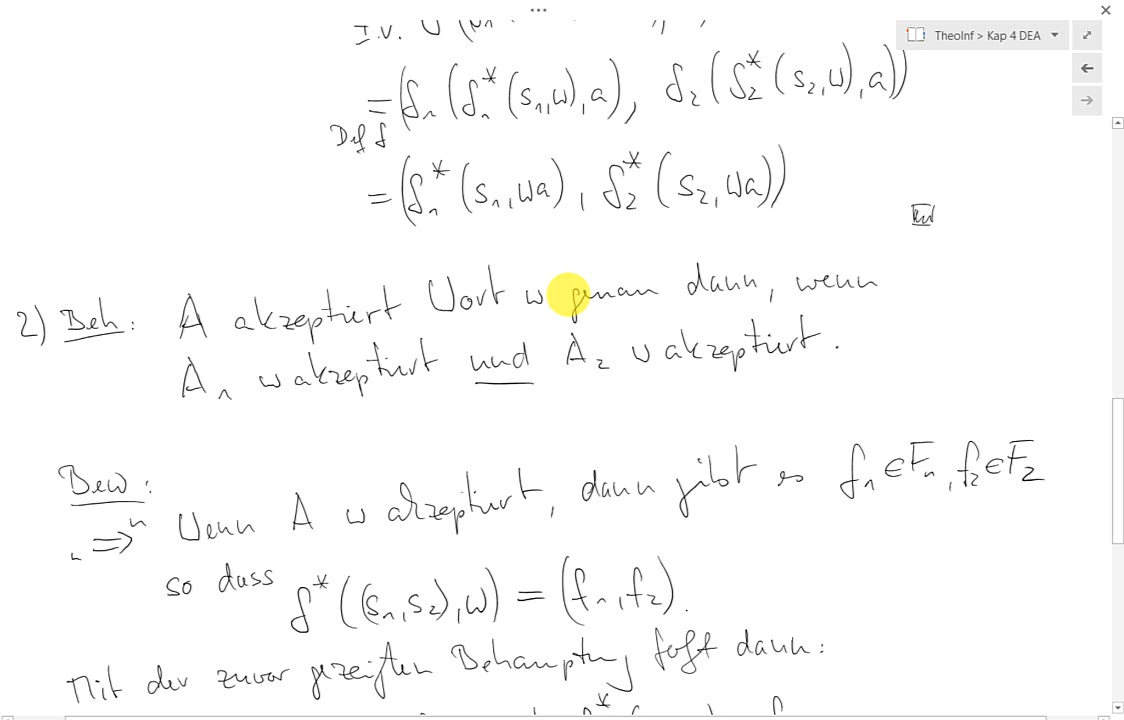 TheoInf > Kap 4 DEA
I.V.
= (δ₁(δ₁*(s₁,w),a), δ₂(δ₂*(s₂,w),a))
Def δ
= (δ₁*(s₁,wa), δ₂*(s₂,wa))
2) Beh: A akzeptiert Wort w genau dann, wenn
A₁ w akzeptiert und A₂ w akzeptiert.
Bew:
"⇒" Wenn A w akzeptiert, dann gibt es f₁∈F₁, f₂∈F₂
so dass δ*((s₁,s₂),w) = (f₁,f₂).
Mit der zuvor gezeigten Behauptung folgt dann: